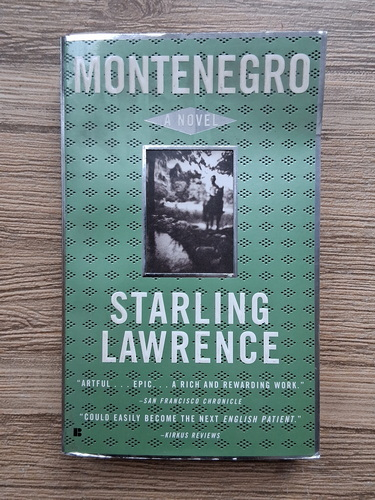 MONTENEGRO
A NOVEL
STARLING
LAWRENCE
"ARTFUL . . . EPIC . . . A RICH AND REWARDING WORK."
-SAN FRANCISCO CHRONICLE
"COULD EASILY BECOME THE NEXT ENGLISH PATIENT."
-KIRKUS REVIEWS